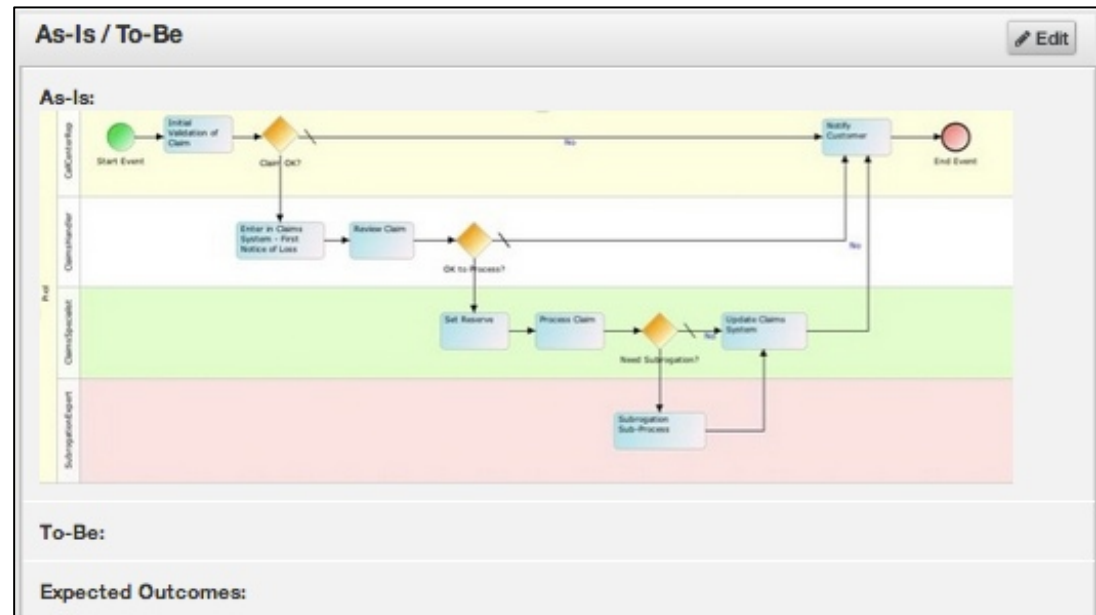 As-Is / To-Be
Edit
As-Is:
CallCenterRep
Start Event
Initial
Validation of
Claim
Claim OK?
No
Notify
Customer
End Event
ClaimsHandler
Enter in Claims
System - First
Notice of Loss
Review Claim
OK to Process?
No
Pool
ClaimsSpecialist
Set Reserve
Process Claim
Need Subrogation?
No
Update Claims
System
SubrogationExpert
Subrogation
Sub-Process
To-Be:
Expected Outcomes: